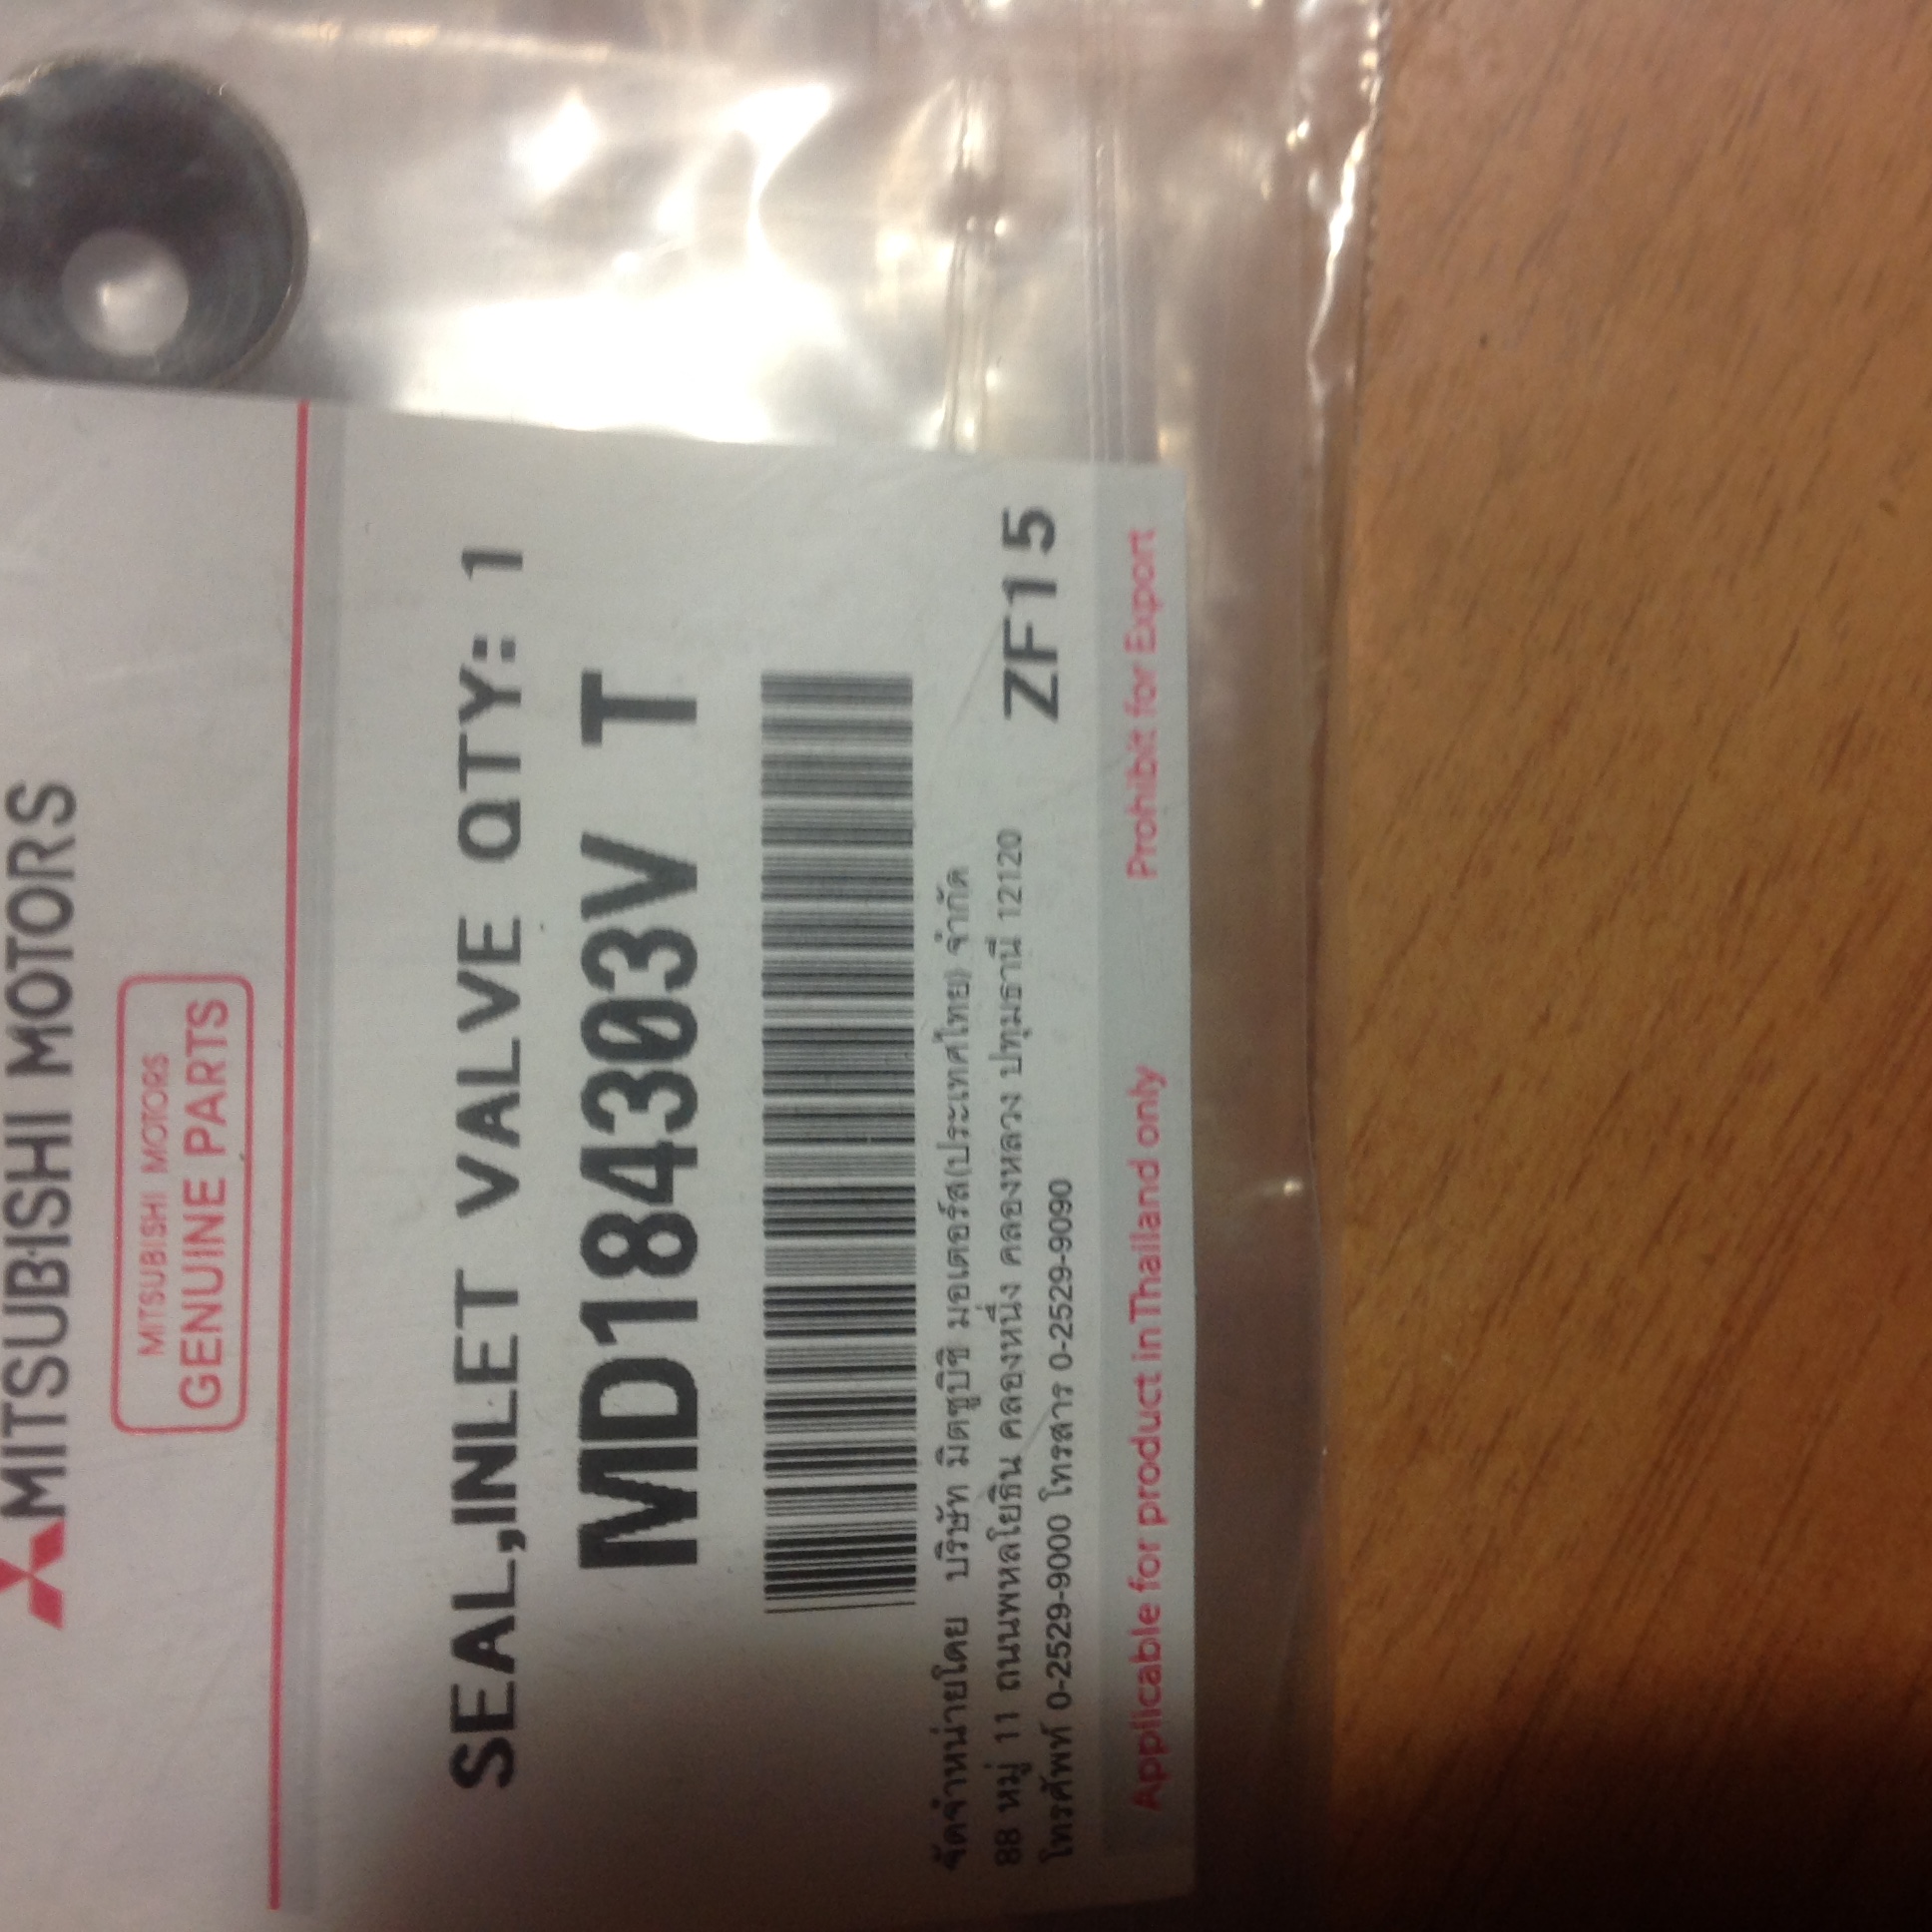 MITSUBISHI MOTORS
MITSUBISHI MOTORS
GENUINE PARTS
SEAL,INLET VALVE QTY: 1
MD184303V T
จัดจำหน่ายโดย บริษัท มิตซูบิชิ มอเตอร์ส(ประเทศไทย) จำกัด
88 หมู่ 11 ถนนพหลโยธิน คลองหนึ่ง คลองหลวง ปทุมธานี 12120
โทรศัพท์ 0-2529-9000 โทรสาร 0-2529-9090
ZF15
Applicable for product in Thailand only Prohibit for Export